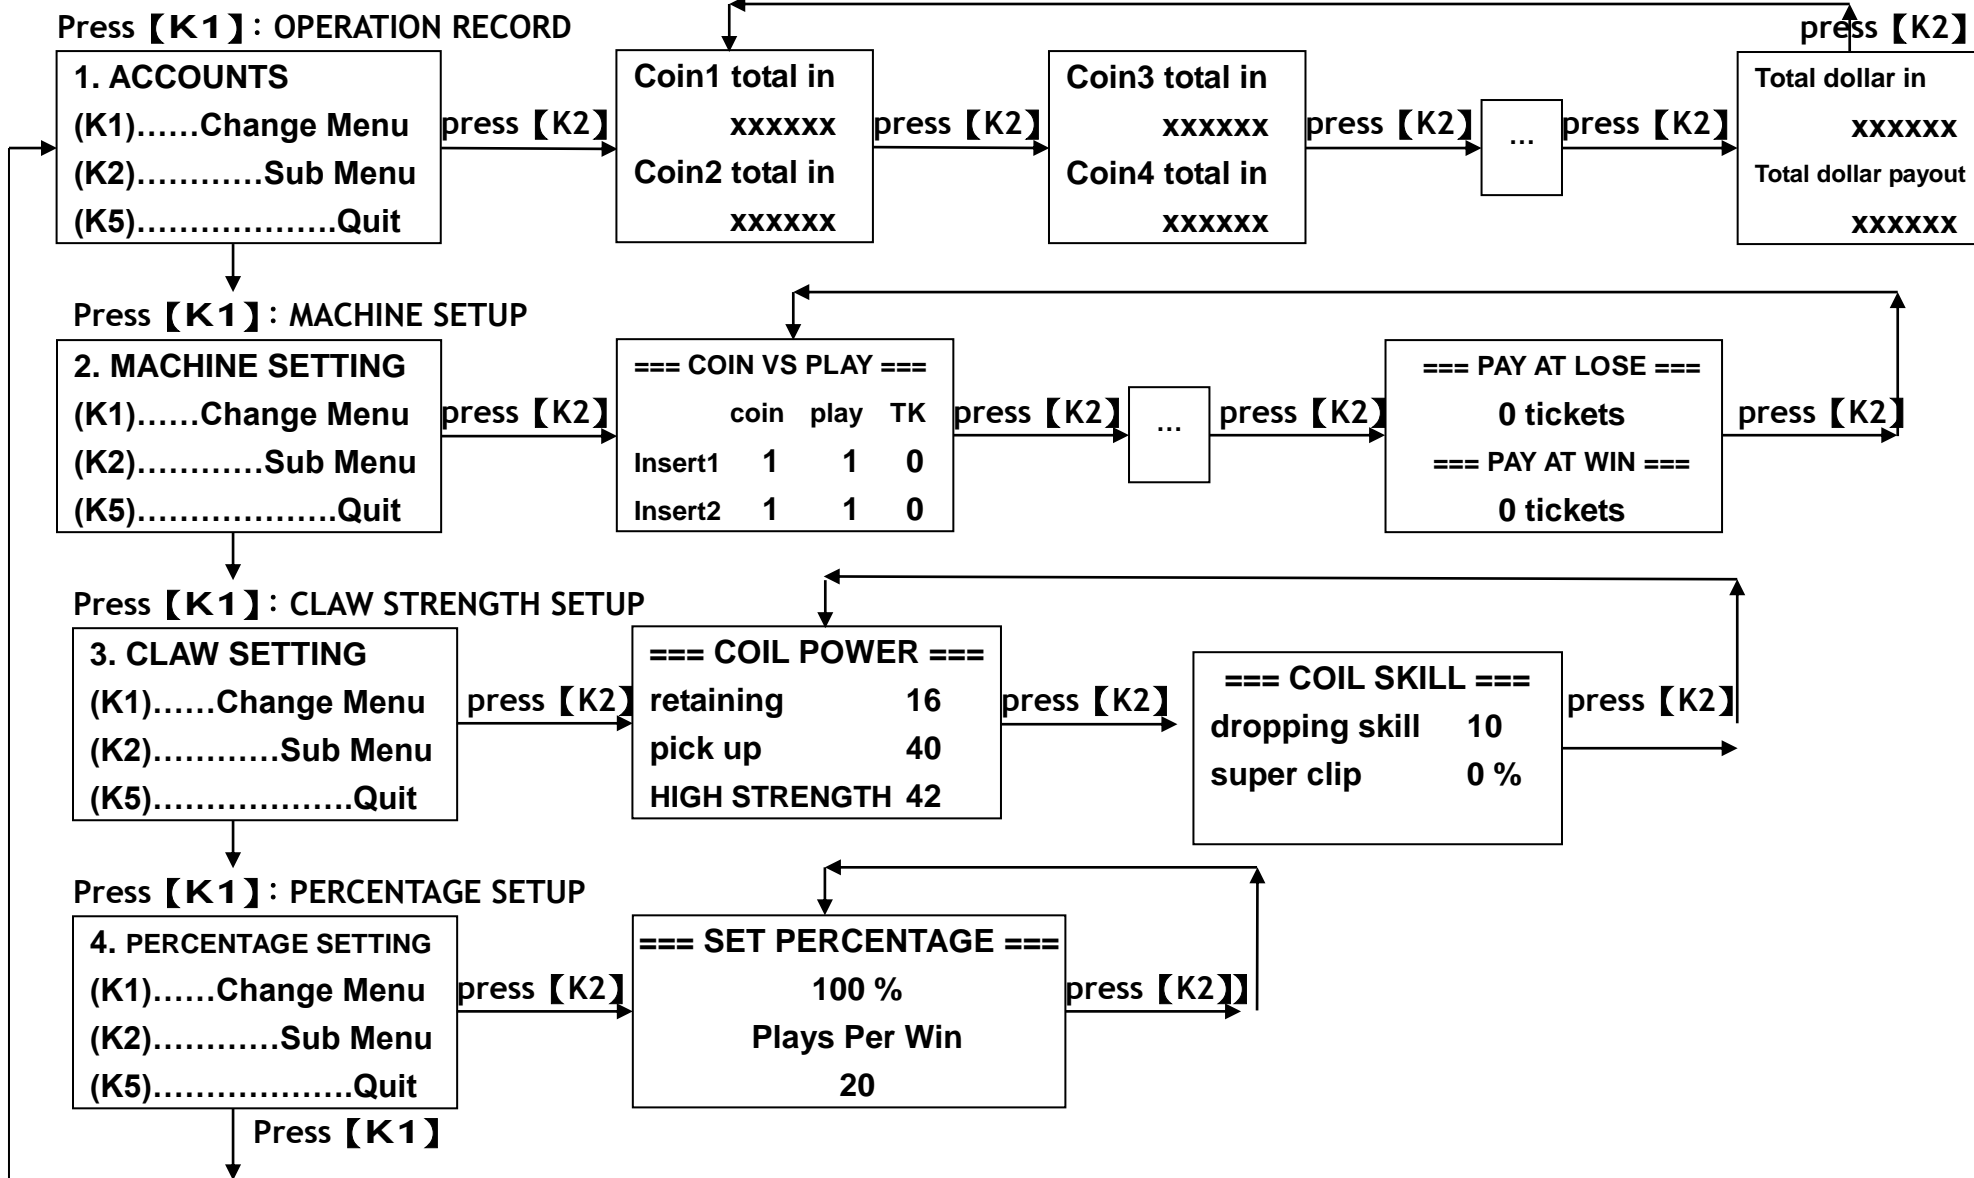 Press【K1】: OPERATION RECORD
press【K2】
1. ACCOUNTS
(K1)......Change Menu
(K2)............Sub Menu
(K5)...................Quit
press【K2】
Coin1 total in
xxxxxx
Coin2 total in
xxxxxx
press【K2】
Coin3 total in
xxxxxx
Coin4 total in
xxxxxx
press【K2】
...
press【K2】
Total dollar in
xxxxxx
Total dollar payout
xxxxxx
Press【K1】: MACHINE SETUP
2. MACHINE SETTING
(K1)......Change Menu
(K2)............Sub Menu
(K5)...................Quit
press【K2】
=== COIN VS PLAY ===
coin play TK
Insert1 1 1 0
Insert2 1 1 0
press【K2】
...
press【K2】
=== PAY AT LOSE ===
0 tickets
=== PAY AT WIN ===
0 tickets
press【K2】
Press【K1】: CLAW STRENGTH SETUP
3. CLAW SETTING
(K1)......Change Menu
(K2)............Sub Menu
(K5)...................Quit
press【K2】
=== COIL POWER ===
retaining 16
pick up 40
HIGH STRENGTH 42
press【K2】
=== COIL SKILL ===
dropping skill 10
super clip 0 %
press【K2】
Press【K1】: PERCENTAGE SETUP
4. PERCENTAGE SETTING
(K1)......Change Menu
(K2)............Sub Menu
(K5)...................Quit
press【K2】
=== SET PERCENTAGE ===
100 %
Plays Per Win
20
press【K2】】
Press【K1】